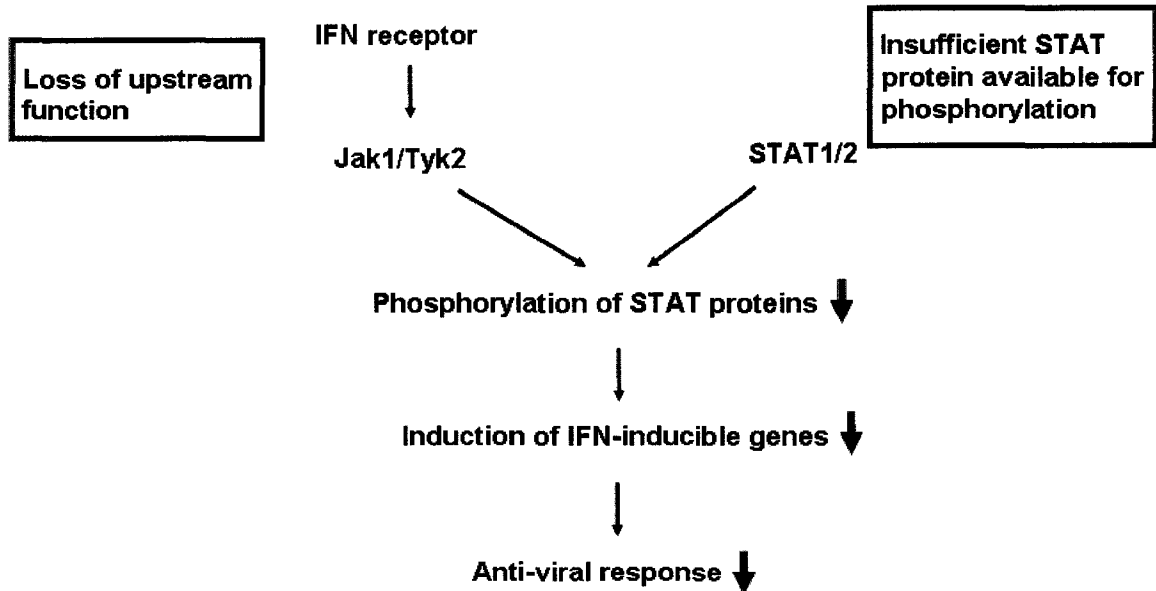 IFN receptor
Loss of upstream
function
Insufficient STAT
protein available for
phosphorylation
Jak1/Tyk2
STAT1/2
Phosphorylation of STAT proteins
Induction of IFN-inducible genes
Anti-viral response